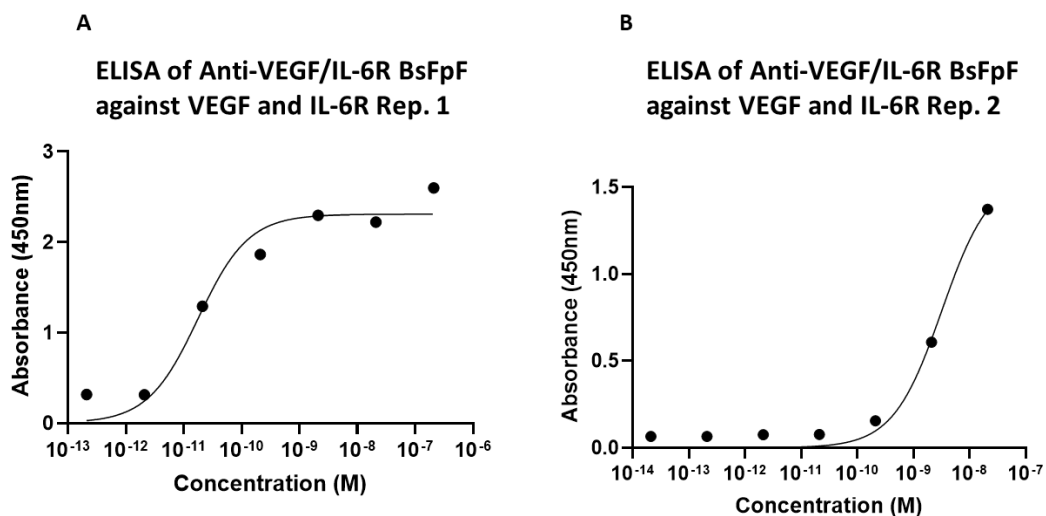 A
ELISA of Anti-VEGF/IL-6R BsFpF
against VEGF and IL-6R Rep. 1
Absorbance (450nm)
3
2
1
0
10⁻¹³ 10⁻¹² 10⁻¹¹ 10⁻¹⁰ 10⁻⁹ 10⁻⁸ 10⁻⁷ 10⁻⁶
Concentration (M)
B
ELISA of Anti-VEGF/IL-6R BsFpF
against VEGF and IL-6R Rep. 2
Absorbance (450nm)
1.5
1.0
0.5
0.0
10⁻¹⁴ 10⁻¹³ 10⁻¹² 10⁻¹¹ 10⁻¹⁰ 10⁻⁹ 10⁻⁸ 10⁻⁷
Concentration (M)